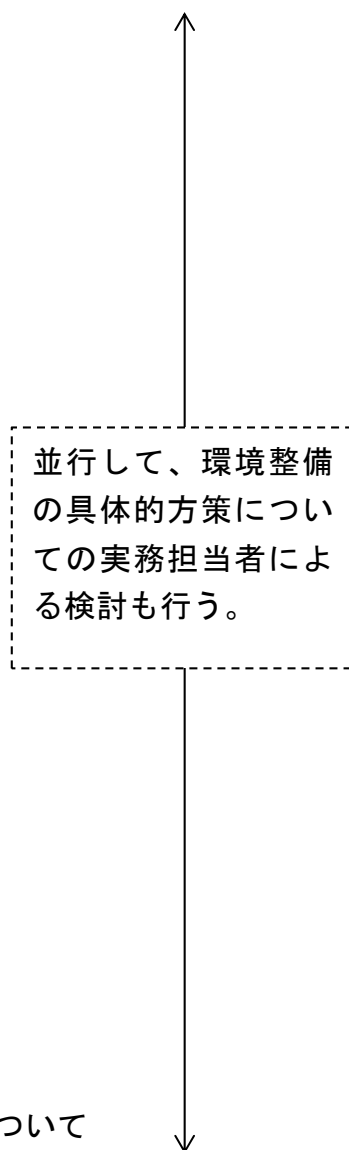 並行して、環境整備
の具体的方策につい
ての実務担当者によ
る検討も行う。
ついて